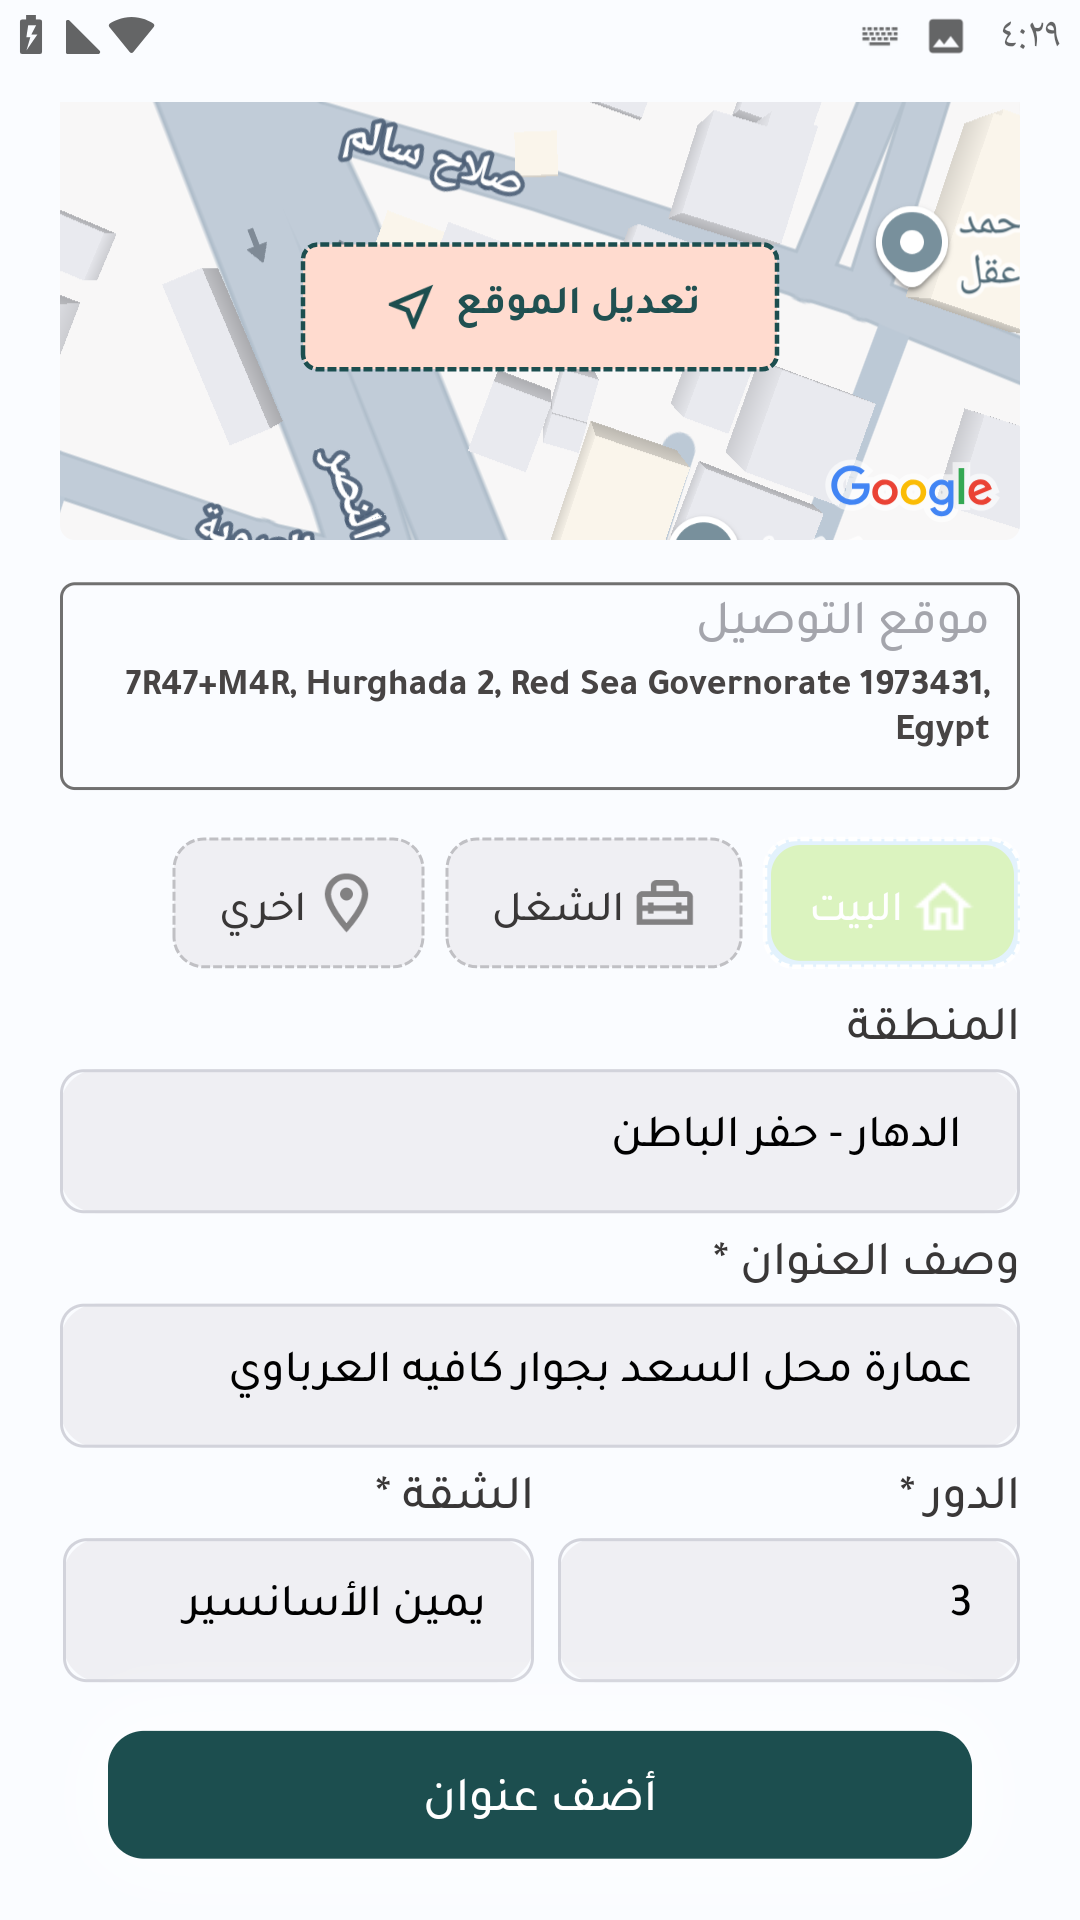 ٤:٢٩
صلاح سالم
حمد
عقل
تعديل الموقع
النصر
Google
موقع التوصيل
7R47+M4R, Hurghada 2, Red Sea Governorate 1973431,
Egypt
البيت
الشغل
اخري
المنطقة
الدهار - حفر الباطن
وصف العنوان *
عمارة محل السعد بجوار كافيه العرباوي
الدور *
الشقة *
3
يمين الأسانسير
أضف عنوان